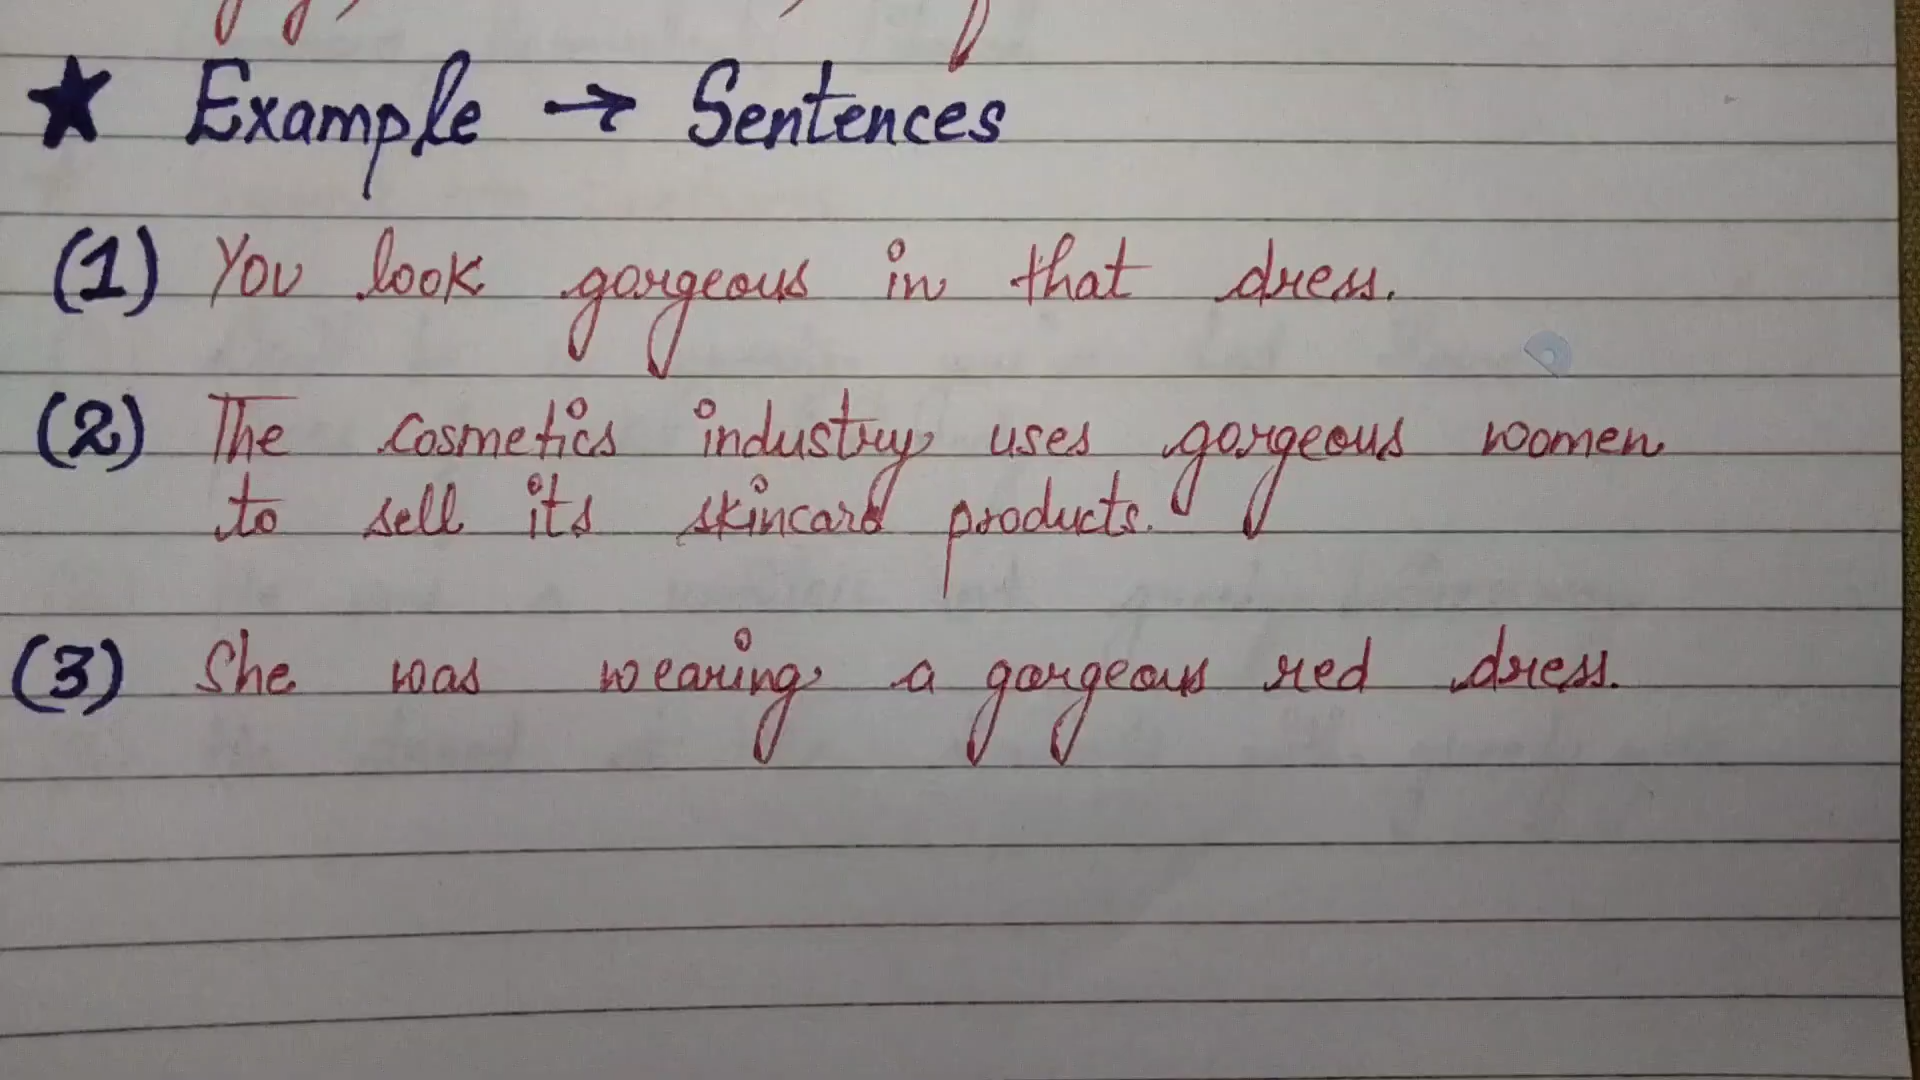 ★ Example → Sentences
(1) You look gorgeous in that dress.
(2) The cosmetics industry uses gorgeous women
to sell its skincare products.
(3) She was wearing a gorgeous red dress.